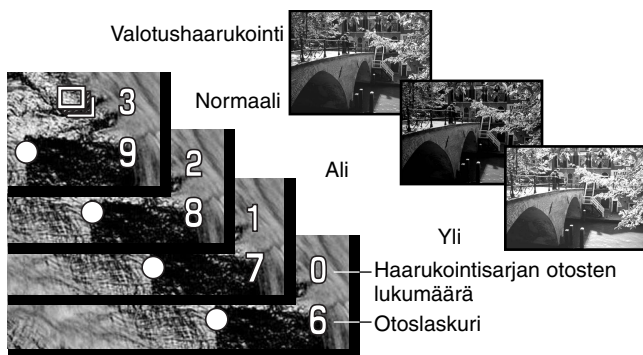 Valotushaarukointi
Normaali
3
9
2
8
Ali
1
7
Yli
0
Haarukointisarjan otosten
lukumäärä
6
Otoslaskuri